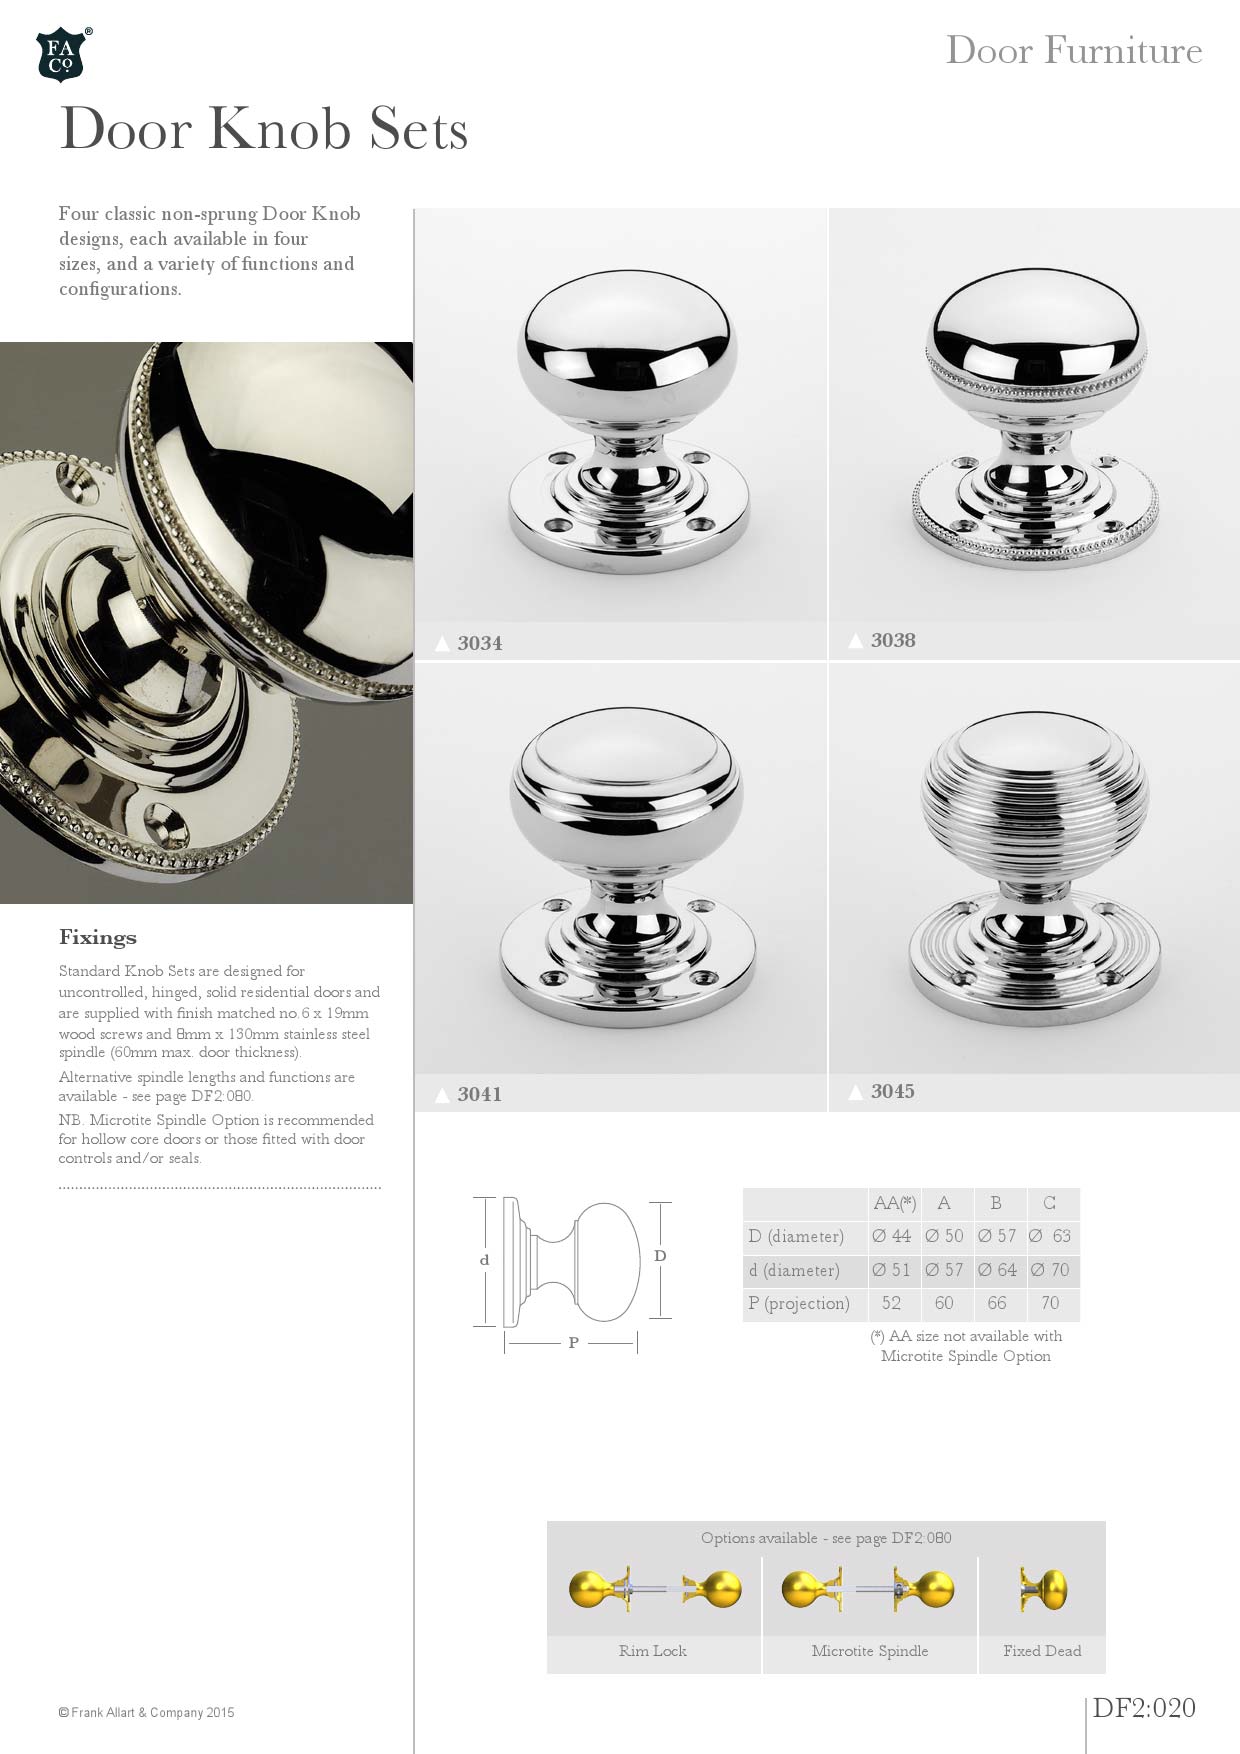 FA
Co.
®
Door Furniture
Door Knob Sets
Four classic non-sprung Door Knob
designs, each available in four
sizes, and a variety of functions and
configurations.
3034
3038
3041
3045
Fixings
Standard Knob Sets are designed for
uncontrolled, hinged, solid residential doors and
are supplied with finish matched no.6 x 19mm
wood screws and 8mm x 130mm stainless steel
spindle (60mm max. door thickness).
Alternative spindle lengths and functions are
available - see page DF2:080.
NB. Microtite Spindle Option is recommended
for hollow core doors or those fitted with door
controls and/or seals.
d
D
P
AA(*) A B C
D (diameter) Ø 44 Ø 50 Ø 57 Ø 63
d (diameter) Ø 51 Ø 57 Ø 64 Ø 70
P (projection) 52 60 66 70
(*) AA size not available with
Microtite Spindle Option
Options available - see page DF2:080
Rim Lock Microtite Spindle Fixed Dead
© Frank Allart & Company 2015
DF2:020